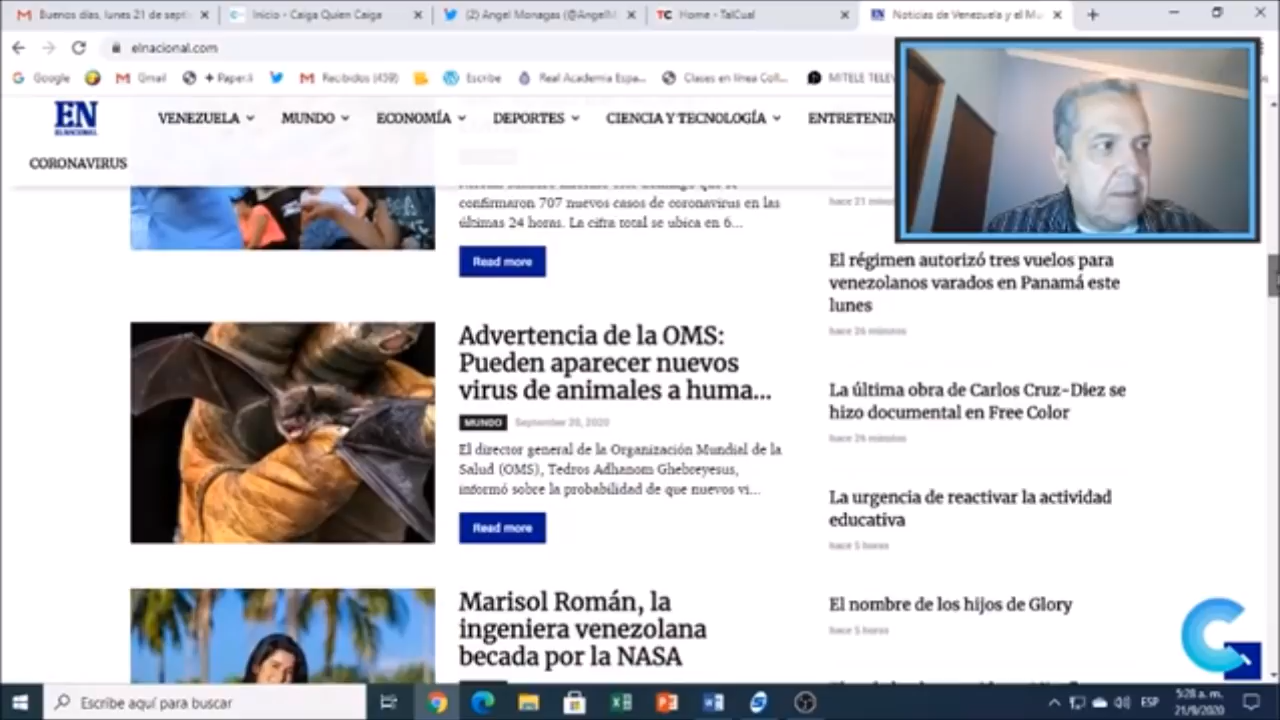 Buenos días, lunes 21 de septi
Inicio - Caiga Quien Caiga
(2) Angel Monagas (@AngelM
TC Home - TalCual
EN Noticias de Venezuela y el Mu
elnacional.com
Google
Gmail
+ Paper.li
Recibidos (459)
Escribe
Real Academia Espa...
Clases en línea Coll...
MITELE TELEV
EN
EL NACIONAL
VENEZUELA
MUNDO
ECONOMÍA
DEPORTES
CIENCIA Y TECNOLOGÍA
ENTRETENIM
CORONAVIRUS
confirmaron 707 nuevos casos de coronavirus en las
últimas 24 horas. La cifra total se ubica en 6...
Read more
Advertencia de la OMS:
Pueden aparecer nuevos
virus de animales a huma...
MUNDO September 20, 2020
El director general de la Organización Mundial de la
Salud (OMS), Tedros Adhanom Ghebreyesus,
informó sobre la probabilidad de que nuevos vi...
Read more
Marisol Román, la
ingeniera venezolana
becada por la NASA
hace 21 minutos
El régimen autorizó tres vuelos para
venezolanos varados en Panamá este
lunes
hace 26 minutos
La última obra de Carlos Cruz-Diez se
hizo documental en Free Color
hace 26 minutos
La urgencia de reactivar la actividad
educativa
hace 5 horas
El nombre de los hijos de Glory
hace 5 horas
Escribe aquí para buscar
ESP
5:28 a. m.
21/9/2020